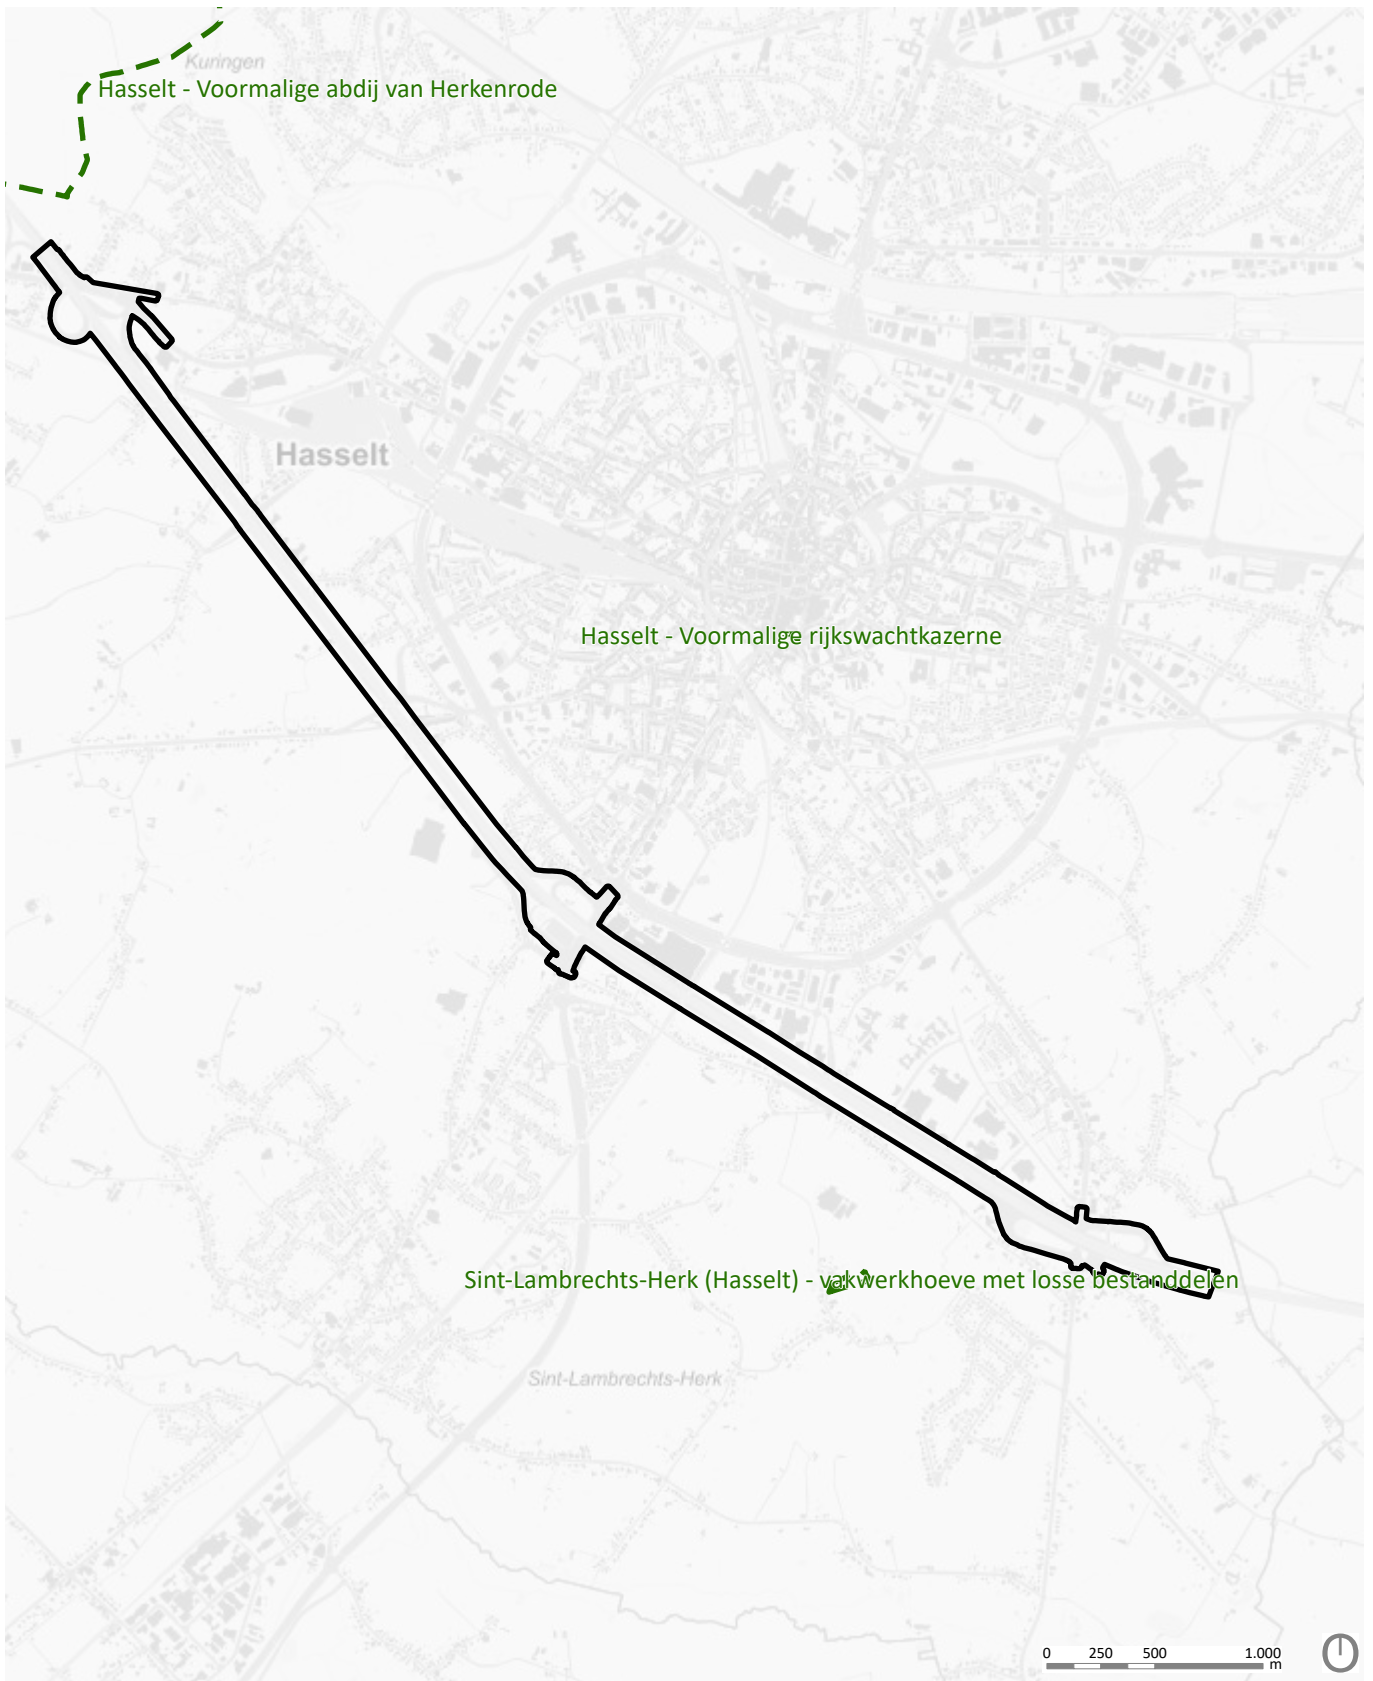 Kuringen
Hasselt - Voormalige abdij van Herkenrode
Hasselt
Hasselt - Voormalige rijkswachtkazerne
Sint-Lambrechts-Herk (Hasselt) - vakwerkhoeve met losse bestanddelen
Sint-Lambrechts-Herk
0 250 500 1.000
m